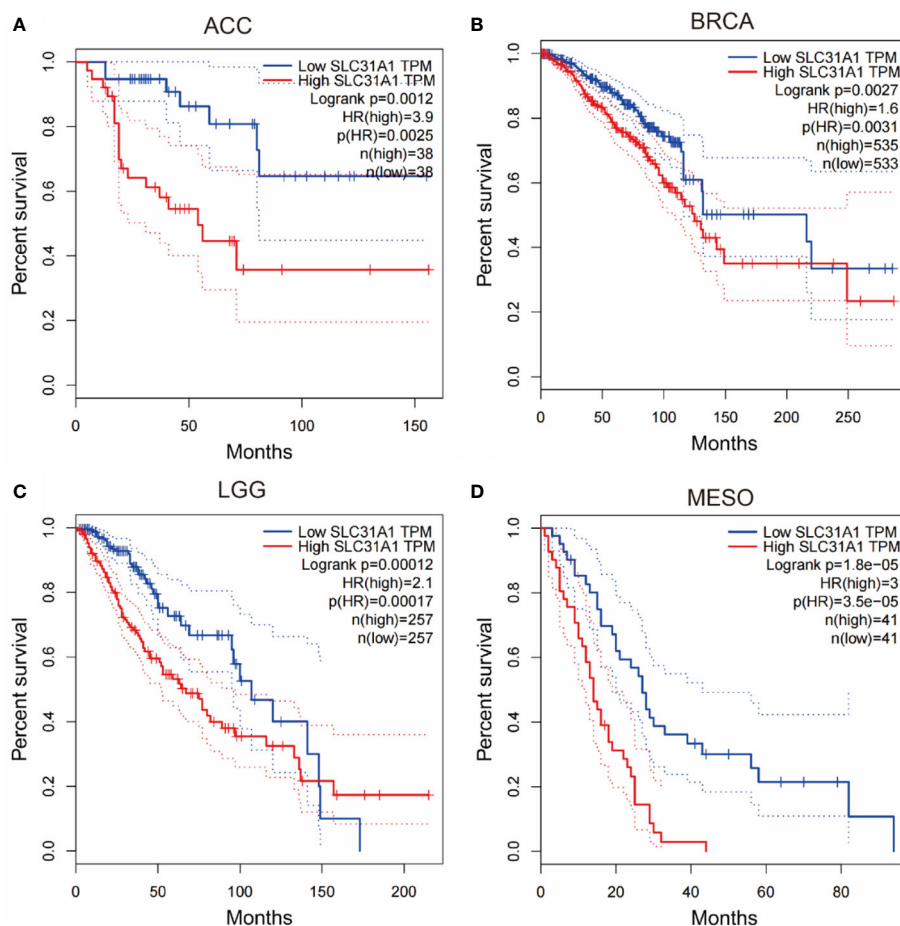 A
ACC
Low SLC31A1 TPM
High SLC31A1 TPM
Logrank p=0.0012
HR(high)=3.9
p(HR)=0.0025
n(high)=38
n(low)=38
Percent survival
0.0
0.2
0.4
0.6
0.8
1.0
0
50
100
150
Months
B
BRCA
Low SLC31A1 TPM
High SLC31A1 TPM
Logrank p=0.0027
HR(high)=1.6
p(HR)=0.0031
n(high)=535
n(low)=533
Percent survival
0.0
0.2
0.4
0.6
0.8
1.0
0
50
100
150
200
250
Months
C
LGG
Low SLC31A1 TPM
High SLC31A1 TPM
Logrank p=0.00012
HR(high)=2.1
p(HR)=0.00017
n(high)=257
n(low)=257
Percent survival
0.0
0.2
0.4
0.6
0.8
1.0
0
50
100
150
200
Months
D
MESO
Low SLC31A1 TPM
High SLC31A1 TPM
Logrank p=1.8e-05
HR(high)=3
p(HR)=3.5e-05
n(high)=41
n(low)=41
Percent survival
0.0
0.2
0.4
0.6
0.8
1.0
0
20
40
60
80
Months